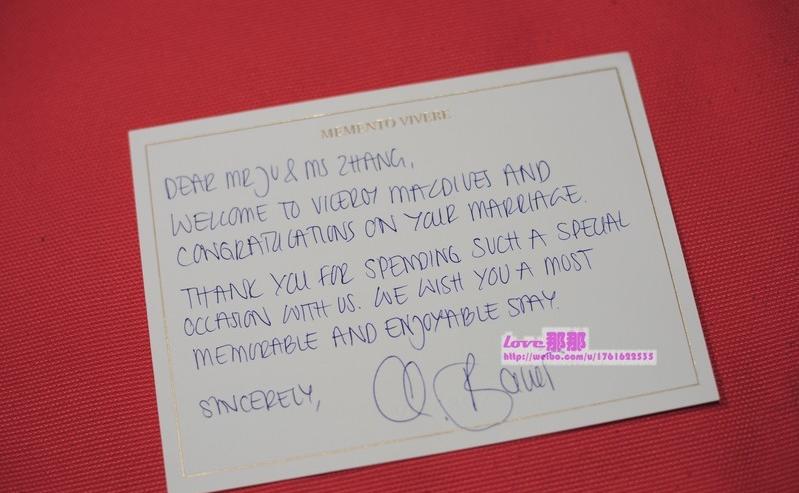 MEMENTO VIVERE
DEAR MR JU & MS ZHANG,
WELCOME TO VICEROY MALDIVES AND
CONGRATULATIONS ON YOUR MARRIAGE.
THANK YOU FOR SPENDING SUCH A SPECIAL
OCCASION WITH US. WE WISH YOU A MOST
MEMORABLE AND ENJOYABLE STAY.
SINCERELY,
love那那
http://weibo.com/u/1761622535